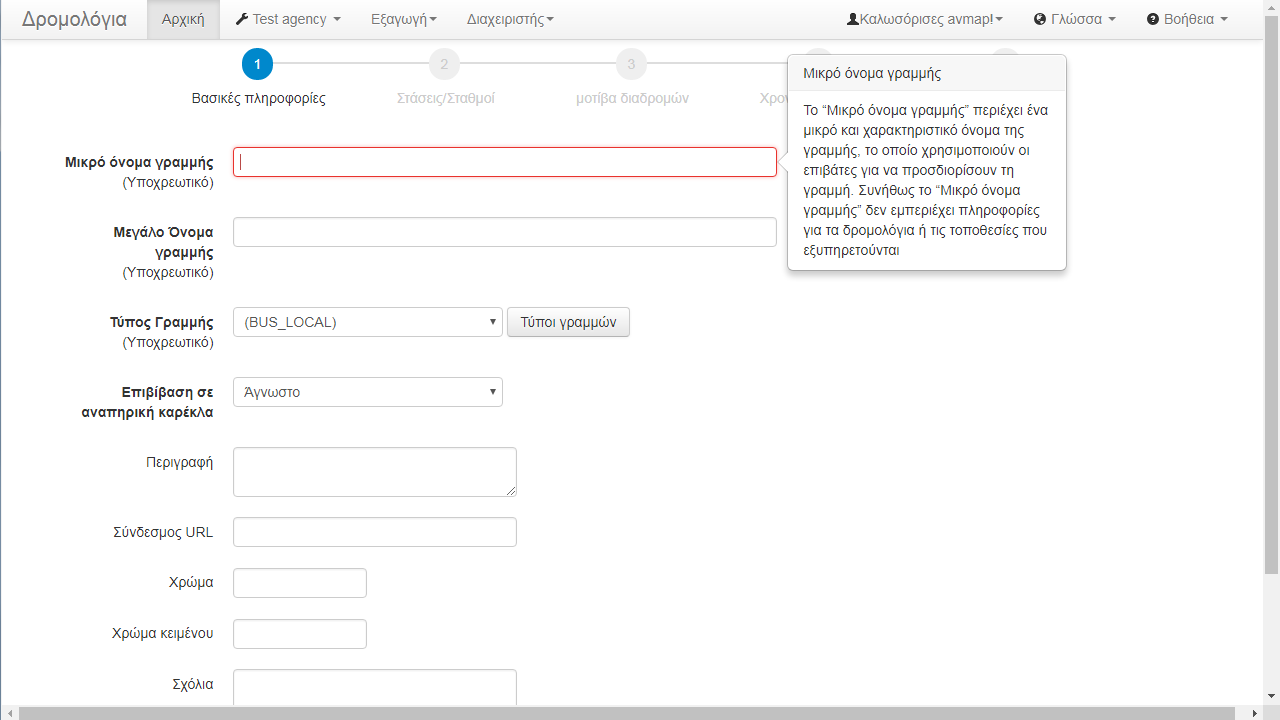 Δρομολόγια Αρχική Test agency Εξαγωγή Διαχειριστής Καλωσόρισες avmap! Γλώσσα Βοήθεια
1 2 3
Βασικές πληροφορίες Στάσεις/Σταθμοί μοτίβα διαδρομών
Μικρό όνομα γραμμής
Το “Μικρό όνομα γραμμής” περιέχει ένα
μικρό και χαρακτηριστικό όνομα της
γραμμής, το οποίο χρησιμοποιούν οι
επιβάτες για να προσδιορίσουν τη
γραμμή. Συνήθως το “Μικρό όνομα
γραμμής” δεν εμπεριέχει πληροφορίες
για τα δρομολόγια ή τις τοποθεσίες που
εξυπηρετούνται
Μικρό όνομα γραμμής
(Υποχρεωτικό)
Μεγάλο Όνομα
γραμμής
(Υποχρεωτικό)
Τύπος Γραμμής (BUS_LOCAL) Τύποι γραμμών
(Υποχρεωτικό)
Επιβίβαση σε Άγνωστο
αναπηρική καρέκλα
Περιγραφή
Σύνδεσμος URL
Χρώμα
Χρώμα κειμένου
Σχόλια